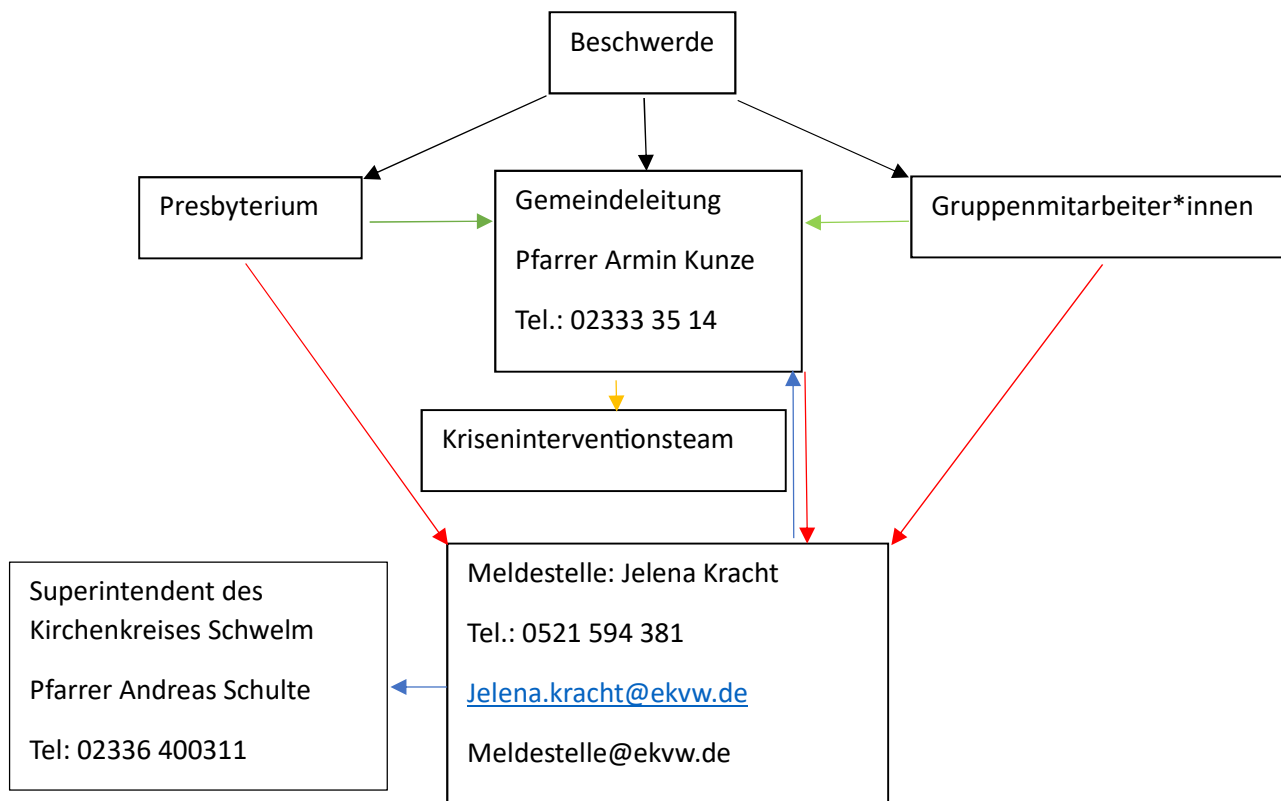 Beschwerde
Presbyterium
Gemeindeleitung
Pfarrer Armin Kunze
Tel.: 02333 35 14
Gruppenmitarbeiter*innen
Kriseninterventionsteam
Superintendent des
Kirchenkreises Schwelm
Pfarrer Andreas Schulte
Tel: 02336 400311
Meldestelle: Jelena Kracht
Tel.: 0521 594 381
Jelena.kracht@ekvw.de
Meldestelle@ekvw.de